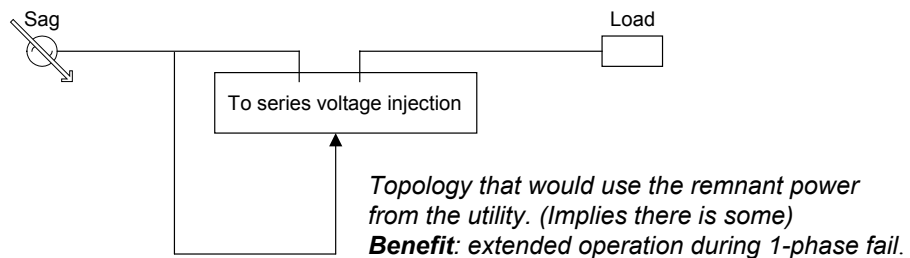 Sag
Load
To series voltage injection
Topology that would use the remnant power
from the utility. (Implies there is some)
Benefit: extended operation during 1-phase fail.